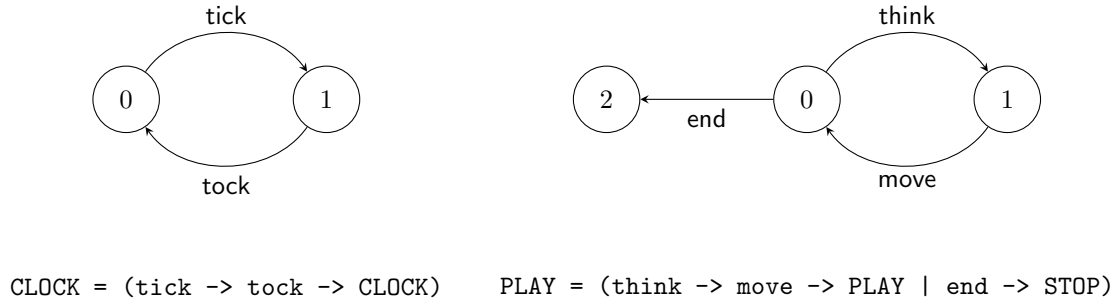 tick
0
1
tock
think
2
0
1
end
move
CLOCK = (tick -> tock -> CLOCK)
PLAY = (think -> move -> PLAY | end -> STOP)